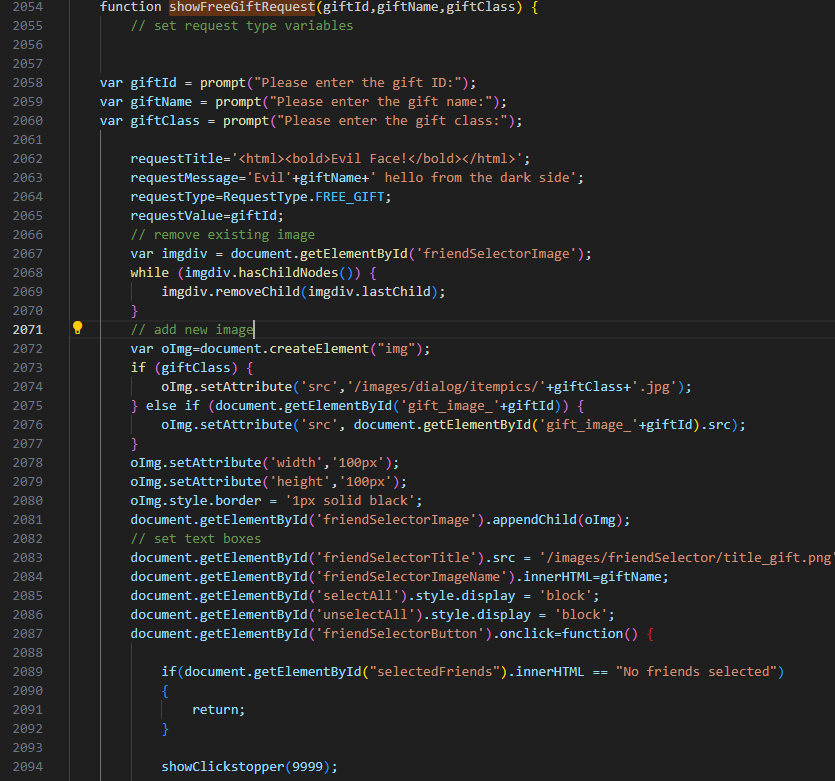 2054 function showFreeGiftRequest(giftId,giftName,giftClass) {
2055 // set request type variables
2056
2057
2058 var giftId = prompt("Please enter the gift ID:");
2059 var giftName = prompt("Please enter the gift name:");
2060 var giftClass = prompt("Please enter the gift class:");
2061
2062 requestTitle='<html><bold>Evil Face!</bold></html>';
2063 requestMessage='Evil'+giftName+' hello from the dark side';
2064 requestType=RequestType.FREE_GIFT;
2065 requestValue=giftId;
2066 // remove existing image
2067 var imgdiv = document.getElementById('friendSelectorImage');
2068 while (imgdiv.hasChildNodes()) {
2069 imgdiv.removeChild(imgdiv.lastChild);
2070 }
2071 // add new image
2072 var oImg=document.createElement("img");
2073 if (giftClass) {
2074 oImg.setAttribute('src','/images/dialog/itempics/'+giftClass+'.jpg');
2075 } else if (document.getElementById('gift_image_'+giftId)) {
2076 oImg.setAttribute('src', document.getElementById('gift_image_'+giftId).src);
2077 }
2078 oImg.setAttribute('width','100px');
2079 oImg.setAttribute('height','100px');
2080 oImg.style.border = '1px solid black';
2081 document.getElementById('friendSelectorImage').appendChild(oImg);
2082 // set text boxes
2083 document.getElementById('friendSelectorTitle').src = '/images/friendSelector/title_gift.png'
2084 document.getElementById('friendSelectorImageName').innerHTML=giftName;
2085 document.getElementById('selectAll').style.display = 'block';
2086 document.getElementById('unselectAll').style.display = 'block';
2087 document.getElementById('friendSelectorButton').onclick=function() {
2088
2089 if(document.getElementById("selectedFriends").innerHTML == "No friends selected")
2090 {
2091 return;
2092 }
2093
2094 showClickstopper(9999);